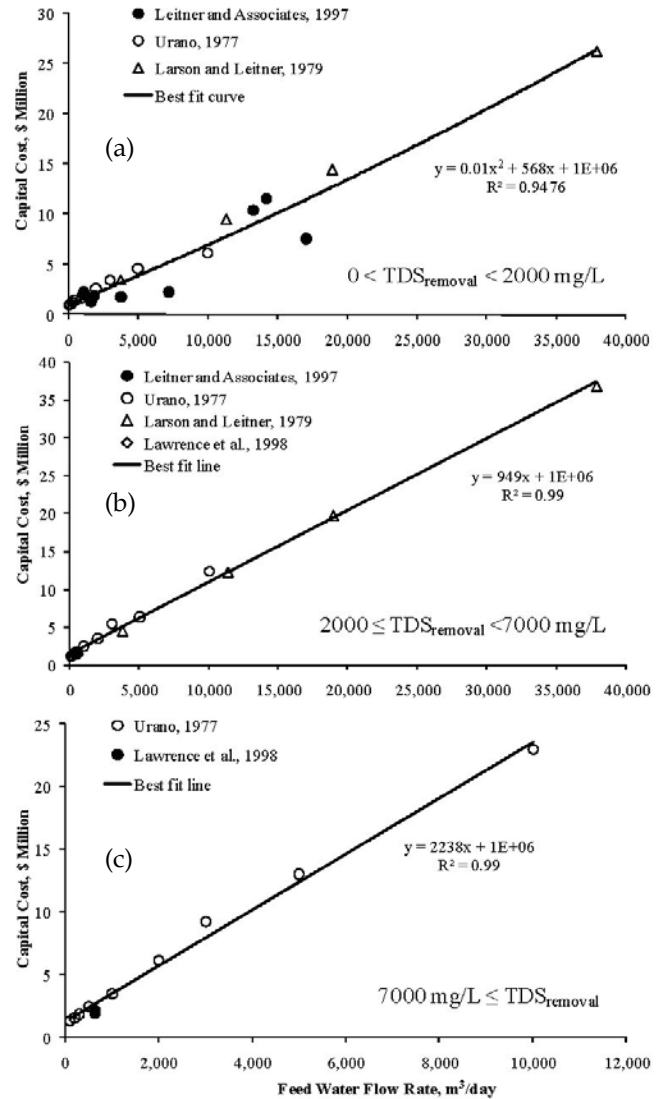 ● Leitner and Associates, 1997
○ Urano, 1977
△ Larson and Leitner, 1979
Best fit curve
Capital Cost, $ Million
30
25
20
15
10
5
0
(a)
y = 0.01x² + 568x + 1E+06
R² = 0.9476
0 < TDSremoval < 2000 mg/L
0 5,000 10,000 15,000 20,000 25,000 30,000 35,000 40,000
● Leitner and Associates, 1997
○ Urano, 1977
△ Larson and Leitner, 1979
◇ Lawrence et al., 1998
Best fit line
Capital Cost, $ Million
40
35
30
25
20
15
10
5
0
(b)
y = 949x + 1E+06
R² = 0.99
2000 ≤ TDSremoval <7000 mg/L
0 5,000 10,000 15,000 20,000 25,000 30,000 35,000 40,000
○ Urano, 1977
● Lawrence et al., 1998
Best fit line
Capital Cost, $ Million
25
20
15
10
5
0
(c)
y = 2238x + 1E+06
R² = 0.99
7000 mg/L ≤ TDSremoval
0 2,000 4,000 6,000 8,000 10,000 12,000
Feed Water Flow Rate, m³/day